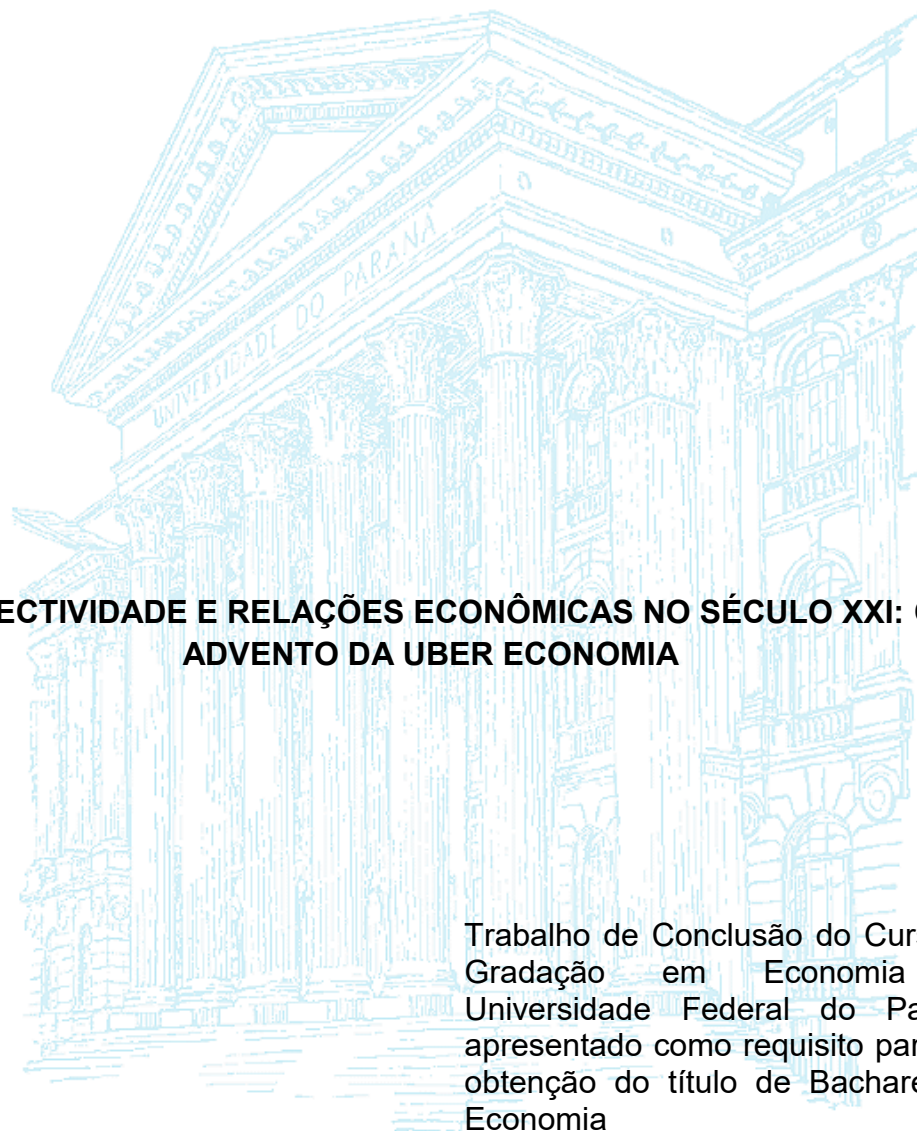 UNIVERSIDADE DO PARANÁ
ECTIVIDADE E RELAÇÕES ECONÔMICAS NO SÉCULO XXI:
ADVENTO DA UBER ECONOMIA
Trabalho de Conclusão do Curs
Gradação em Economia
Universidade Federal do Pa
apresentado como requisito par
obtenção do título de Bachare
Economia